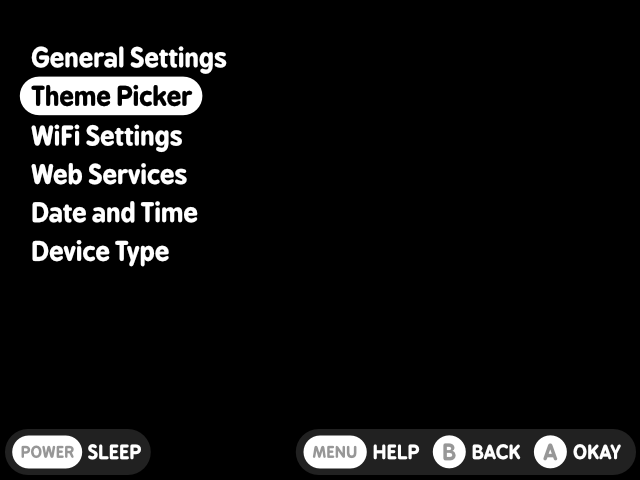 General Settings
Theme Picker
WiFi Settings
Web Services
Date and Time
Device Type
POWER SLEEP MENU HELP B BACK A OKAY